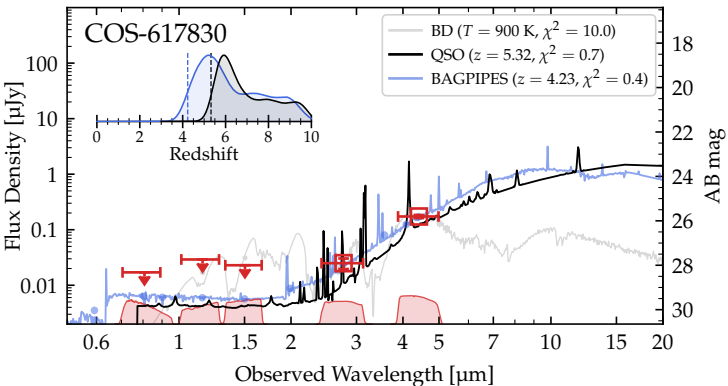 COS-617830
BD (T = 900 K, χ² = 10.0)
QSO (z = 5.32, χ² = 0.7)
BAGPIPES (z = 4.23, χ² = 0.4)
0 2 4 6 8 10
Redshift
100
10
1
0.1
0.01
Flux Density [μJy]
18
20
22
24
26
28
30
AB mag
0.6 1 2 3 4 5 7 10 15 20
Observed Wavelength [μm]